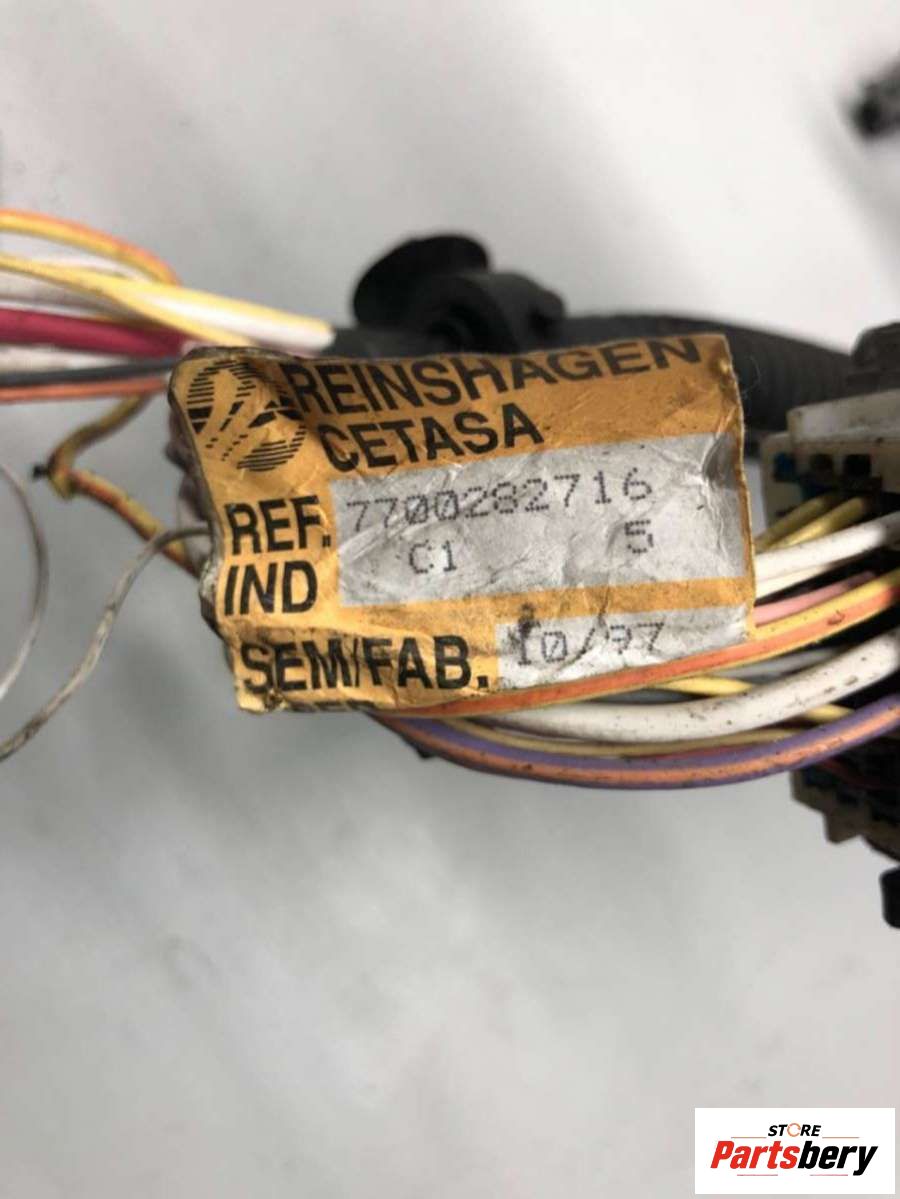 REINSHAGEN
CETASA
REF. 7700282716
IND C1 5
SEM/FAB. 10/97
STORE
Partsbery